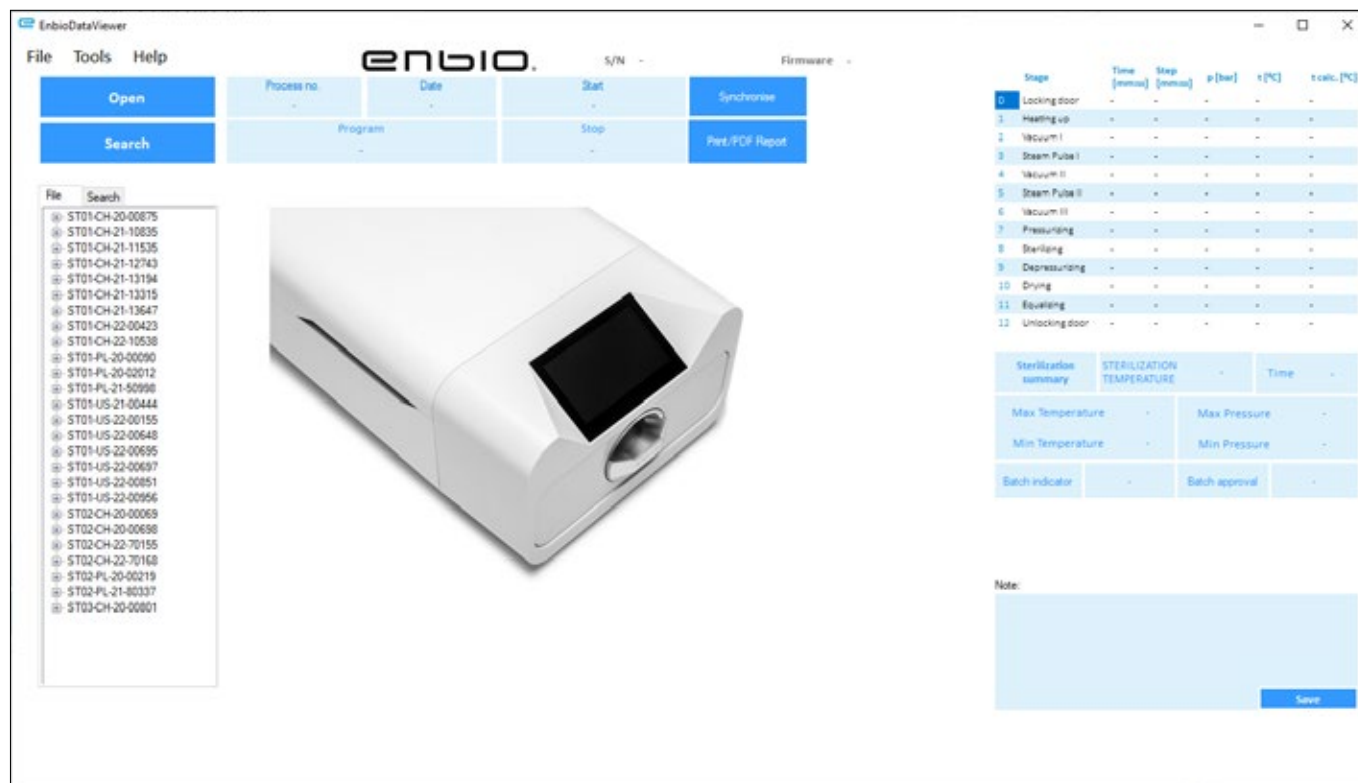 EnbioDataViewer
File Tools Help
enbio.
S/N -
Firmware -
Open
Search
Process no.
-
Date
-
Start
-
Synchronise
Program
-
Stop
-
Print/PDF Report
File Search
ST01-CH-20-00875
ST01-CH-21-10835
ST01-CH-21-11535
ST01-CH-21-12743
ST01-CH-21-13194
ST01-CH-21-13315
ST01-CH-21-13647
ST01-CH-22-00423
ST01-CH-22-10538
ST01-PL-20-00090
ST01-PL-20-02012
ST01-PL-21-50998
ST01-US-21-00444
ST01-US-22-00155
ST01-US-22-00648
ST01-US-22-00695
ST01-US-22-00697
ST01-US-22-00851
ST01-US-22-00956
ST02-CH-20-00069
ST02-CH-20-00698
ST02-CH-22-70155
ST02-CH-22-70168
ST02-PL-20-00219
ST02-PL-21-80337
ST03-CH-20-00801
Stage Time [mm:ss] Step [mm:ss] p [bar] t [ºC] t calc. [ºC]
0 Locking door - - - - -
1 Heating up - - - - -
2 Vacuum I - - - - -
3 Steam Pulse I - - - - -
4 Vacuum II - - - - -
5 Steam Pulse II - - - - -
6 Vacuum III - - - - -
7 Pressurizing - - - - -
8 Sterilizing - - - - -
9 Depressurizing - - - - -
10 Drying - - - - -
11 Equalizing - - - - -
12 Unlocking door - - - - -
Sterilization summary
STERILIZATION TEMPERATURE -
Time -
Max Temperature - Max Pressure -
Min Temperature - Min Pressure -
Batch indicator - Batch approval -
Note:
Save